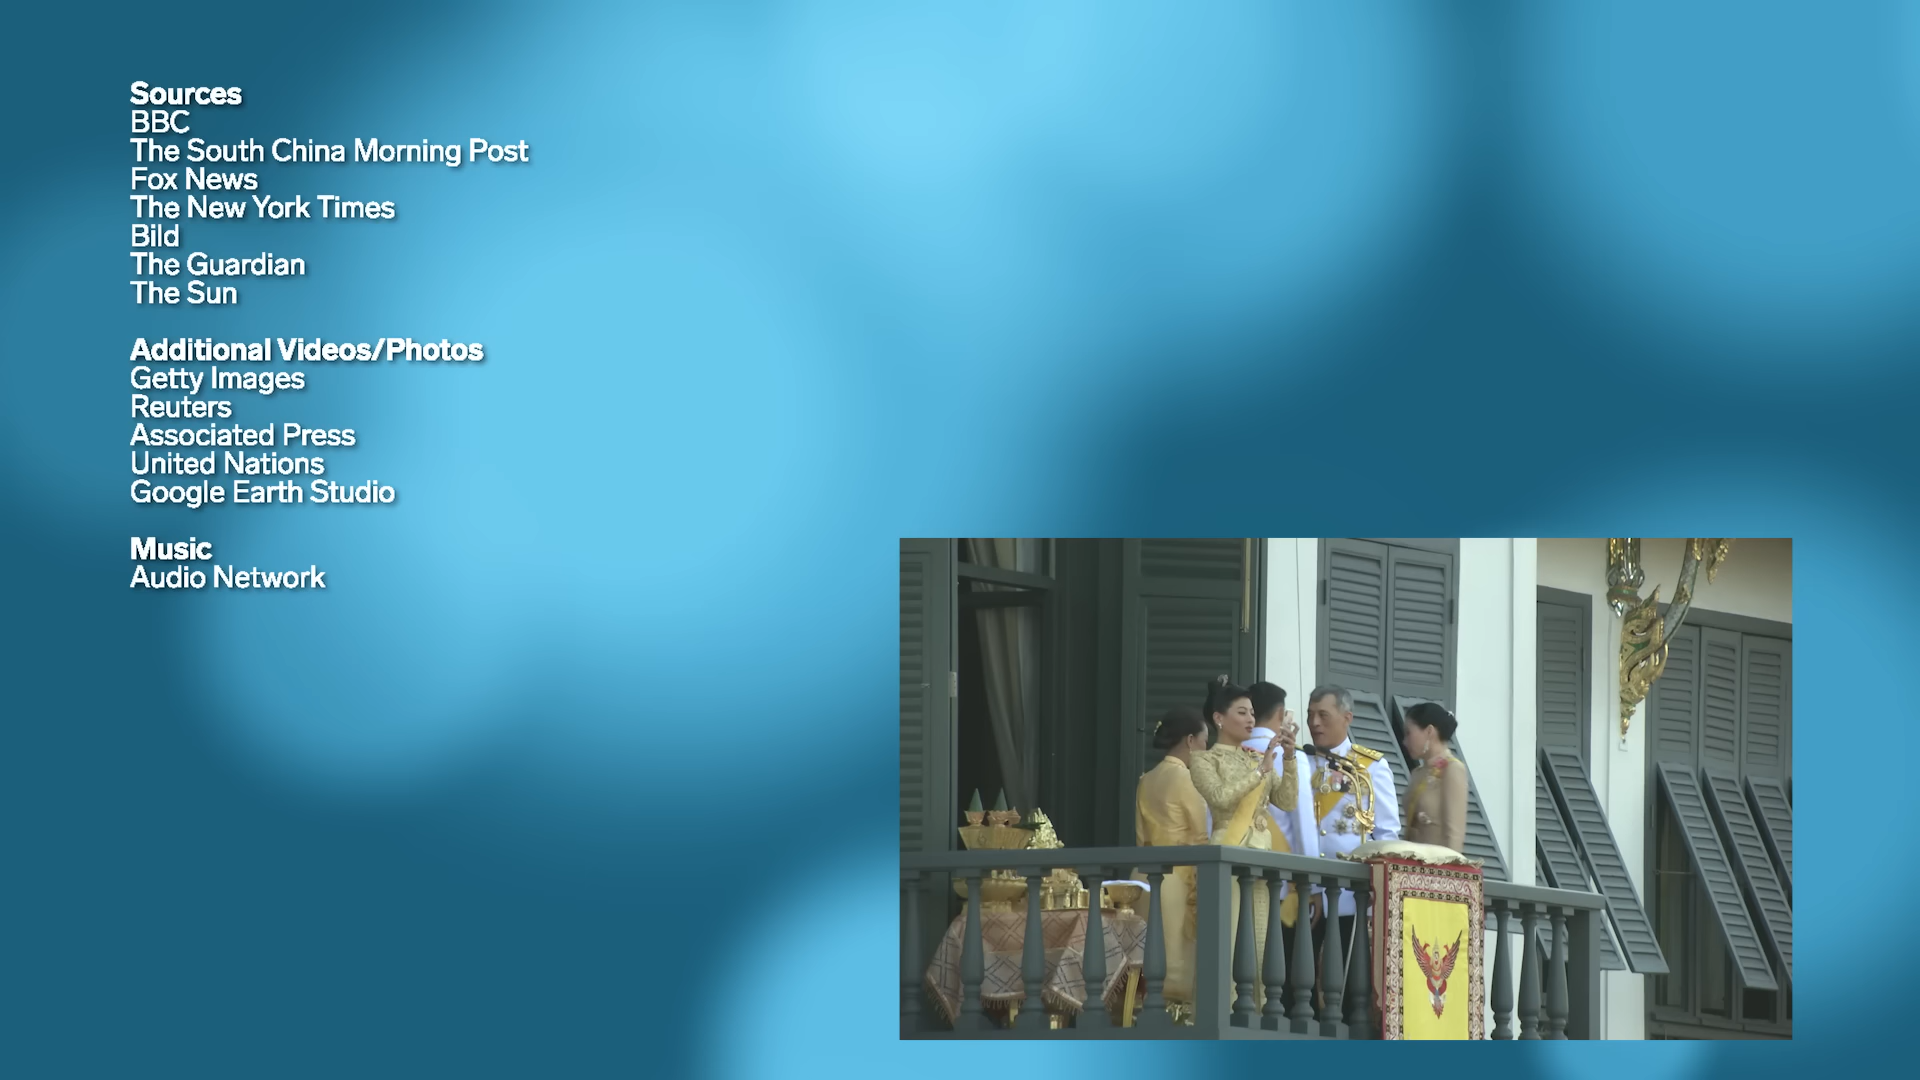 Sources
BBC
The South China Morning Post
Fox News
The New York Times
Bild
The Guardian
The Sun
Additional Videos/Photos
Getty Images
Reuters
Associated Press
United Nations
Google Earth Studio
Music
Audio Network